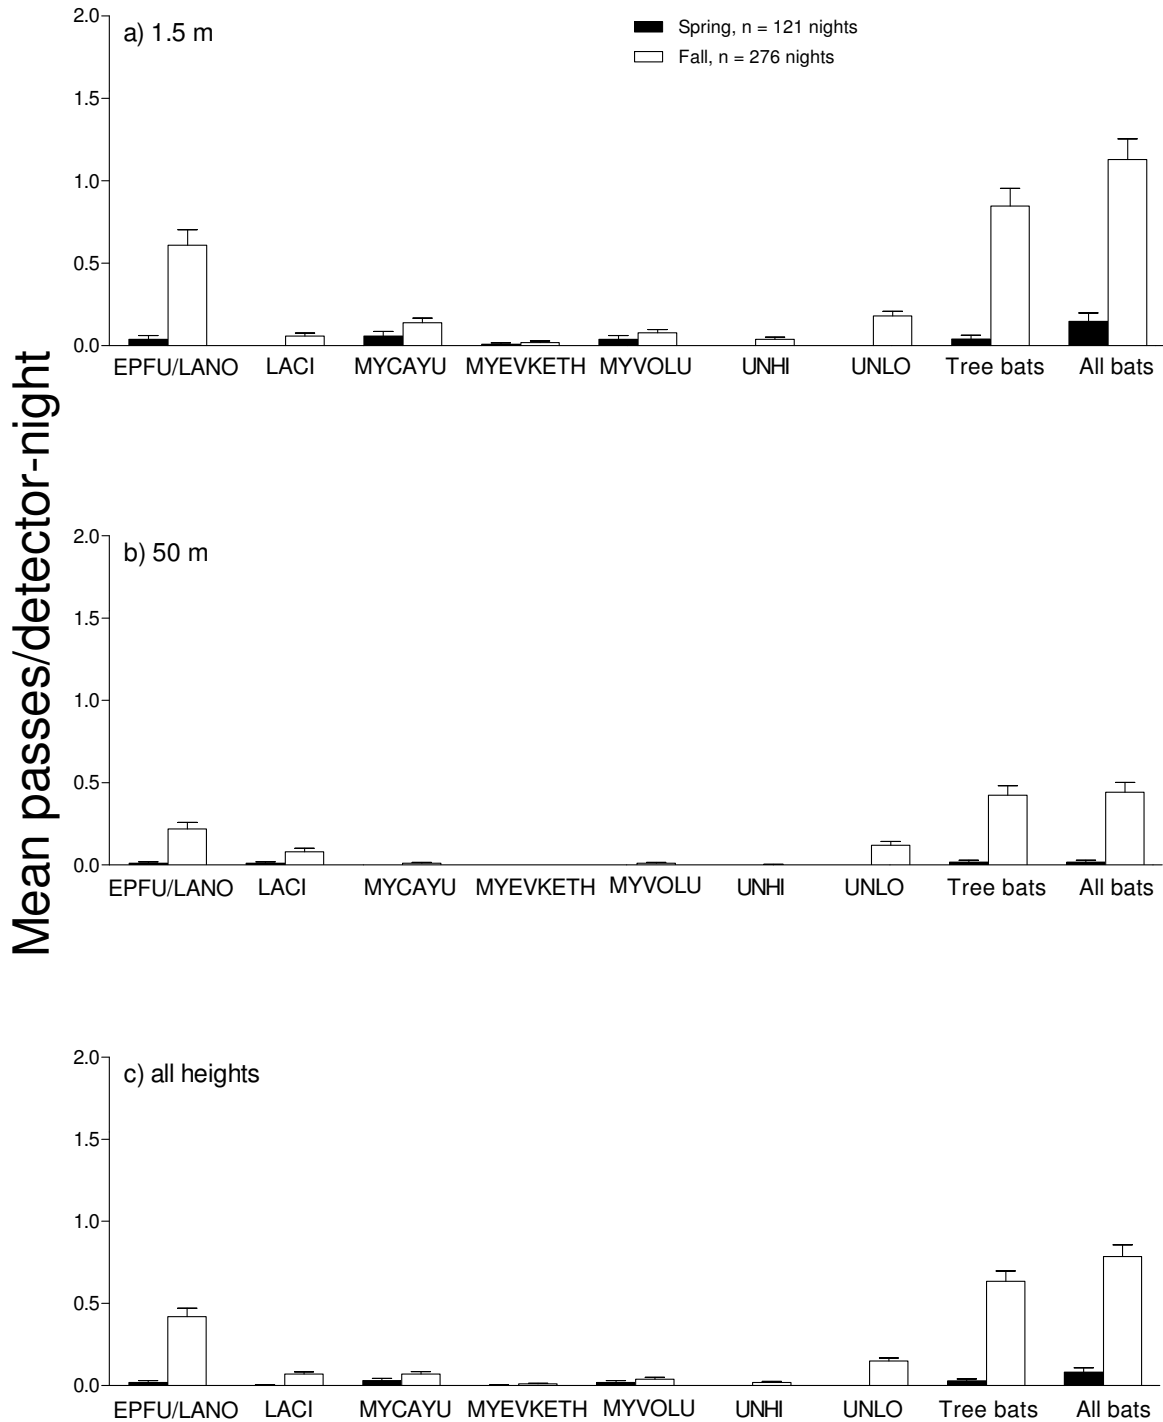 Mean passes/detector-night
a) 1.5 m
Spring, n = 121 nights
Fall, n = 276 nights
2.0
1.5
1.0
0.5
0.0
EPFU/LANO LACI MYCAYU MYEVKETH MYVOLU UNHI UNLO Tree bats All bats
b) 50 m
2.0
1.5
1.0
0.5
0.0
EPFU/LANO LACI MYCAYU MYEVKETH MYVOLU UNHI UNLO Tree bats All bats
c) all heights
2.0
1.5
1.0
0.5
0.0
EPFU/LANO LACI MYCAYU MYEVKETH MYVOLU UNHI UNLO Tree bats All bats